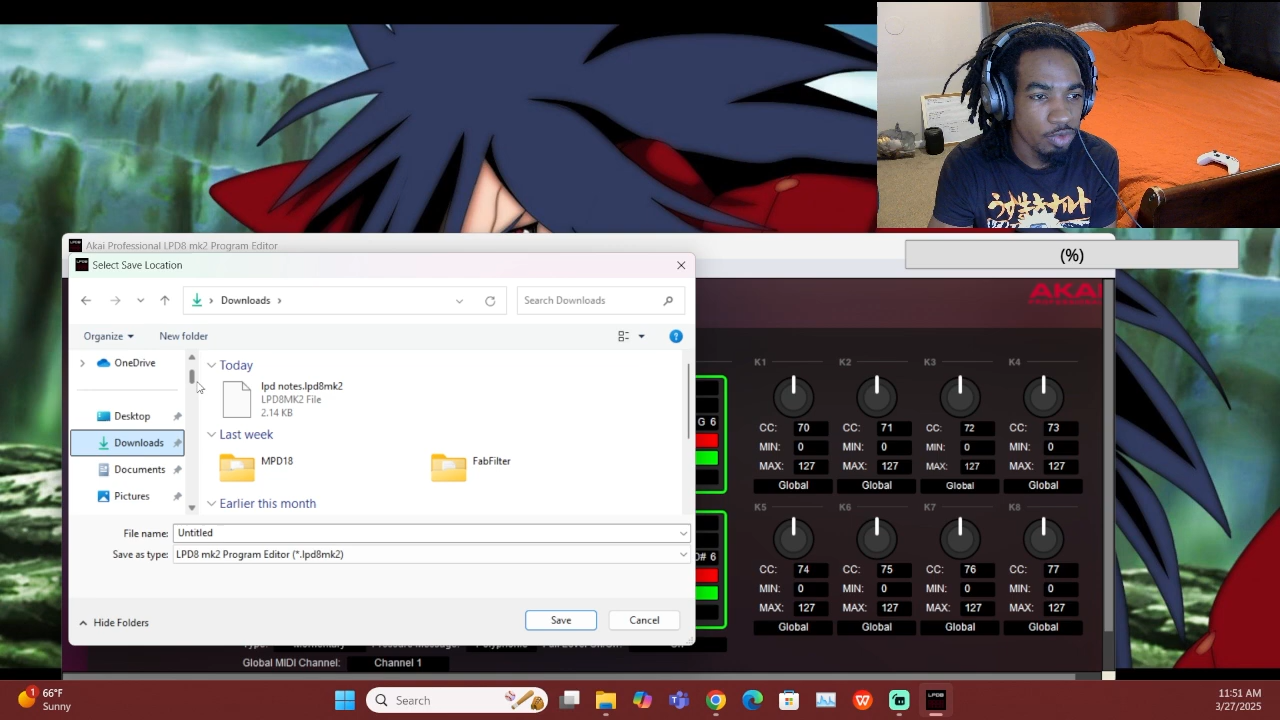 Akai Professional LPD8 mk2 Program Editor
(%)
Select Save Location
Downloads
Search Downloads
Organize
New folder
OneDrive
Desktop
Downloads
Documents
Pictures
Today
lpd notes.lpd8mk2
LPD8MK2 File
2.14 KB
Last week
MPD18
FabFilter
Earlier this month
File name: Untitled
Save as type: LPD8 mk2 Program Editor (*.lpd8mk2)
Hide Folders
Save
Cancel
AKAI
G 6
D# 6
K1 K2 K3 K4
CC: 70 CC: 71 CC: 72 CC: 73
MIN: 0 MIN: 0 MIN: 0 MIN: 0
MAX: 127 MAX: 127 MAX: 127 MAX: 127
Global Global Global Global
K5 K6 K7 K8
CC: 74 CC: 75 CC: 76 CC: 77
MIN: 0 MIN: 0 MIN: 0 MIN: 0
MAX: 127 MAX: 127 MAX: 127 MAX: 127
Global Global Global Global
Global MIDI Channel: Channel 1
1
66°F
Sunny
Search
LPD8
11:51 AM
3/27/2025